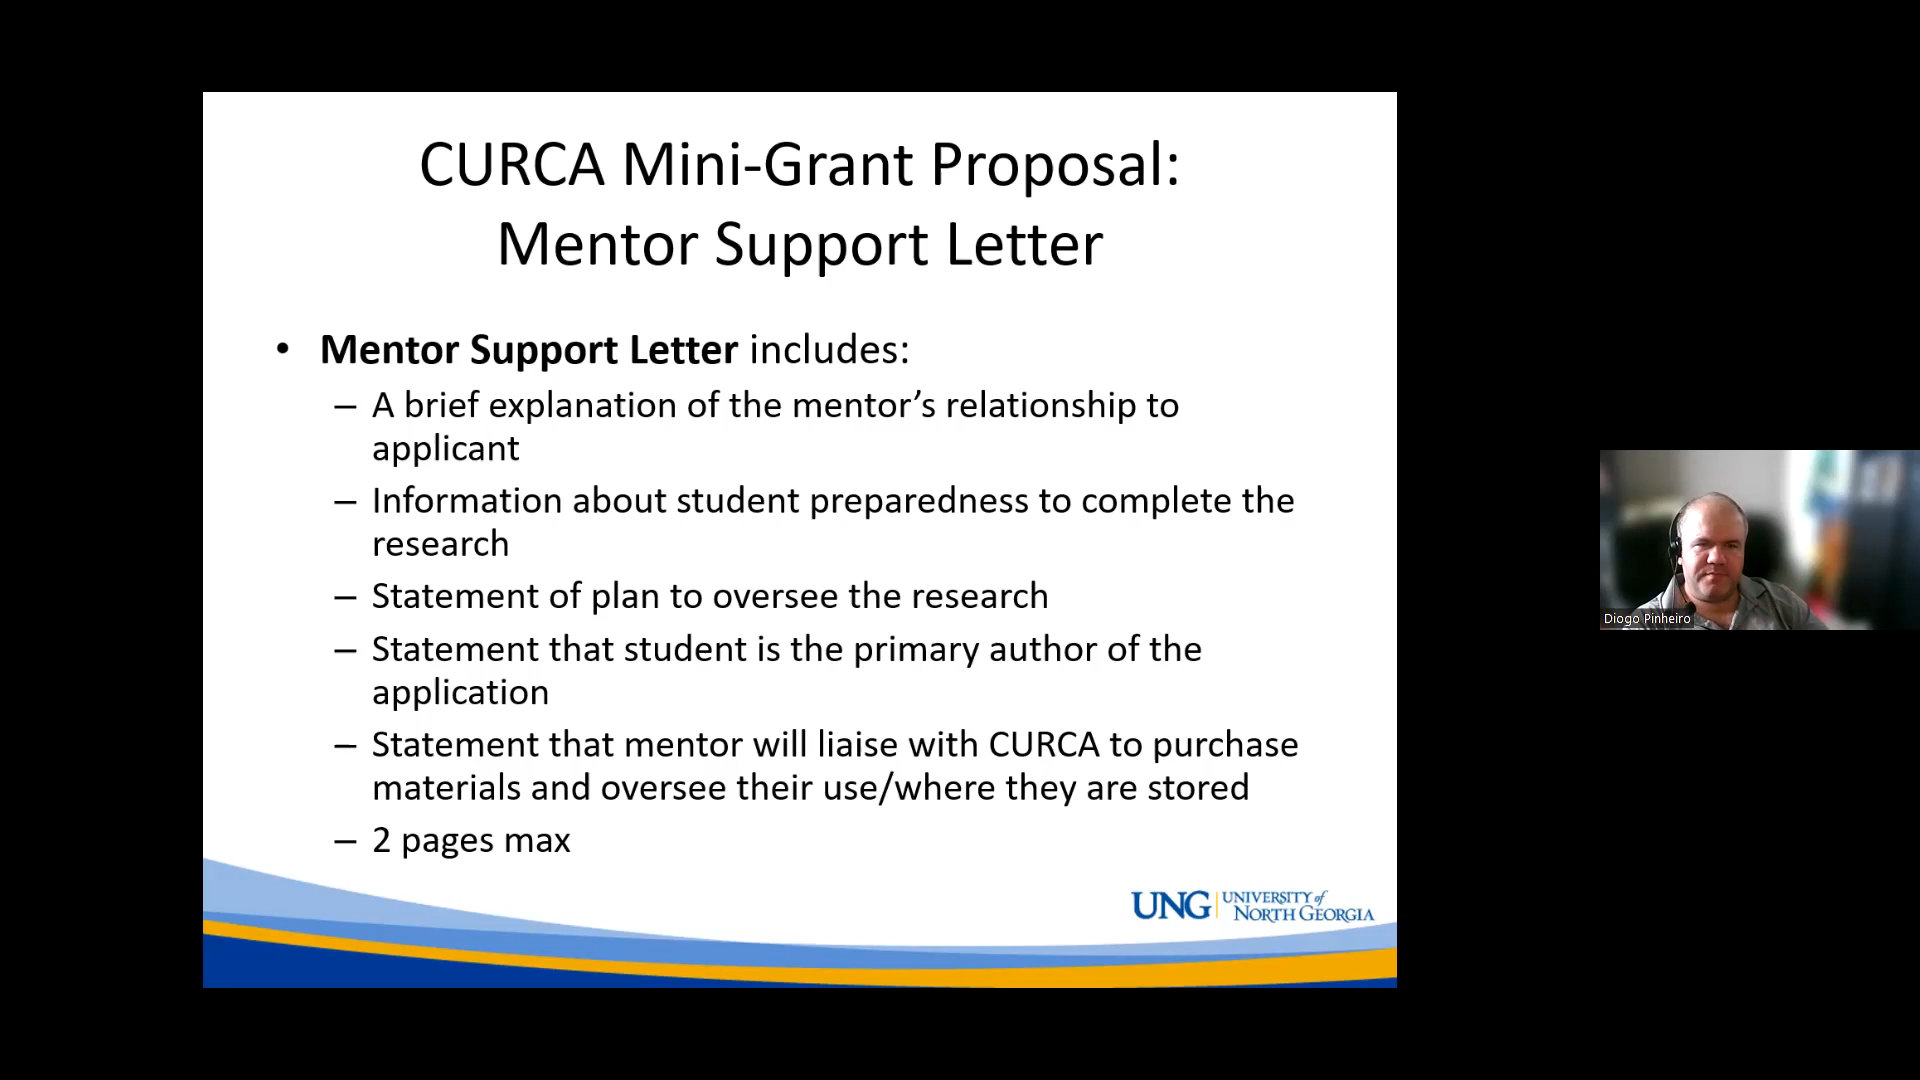 CURCA Mini-Grant Proposal:
Mentor Support Letter
• Mentor Support Letter includes:
– A brief explanation of the mentor’s relationship to
applicant
– Information about student preparedness to complete the
research
– Statement of plan to oversee the research
– Statement that student is the primary author of the
application
– Statement that mentor will liaise with CURCA to purchase
materials and oversee their use/where they are stored
– 2 pages max
UNG | UNIVERSITY of
NORTH GEORGIA
Diogo Pinheiro